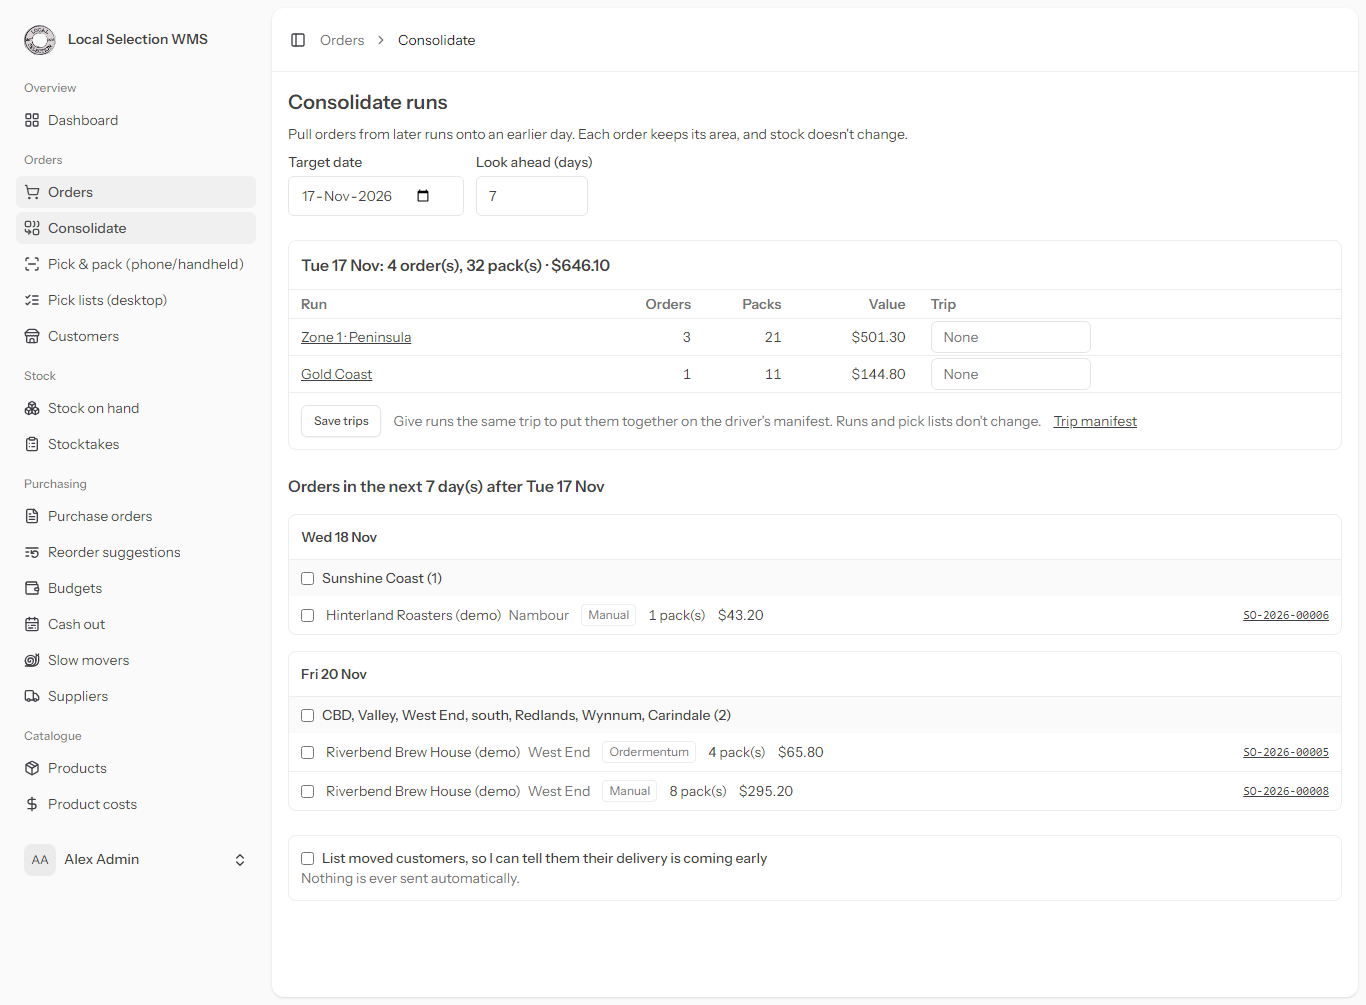 Local Selection WMS
Orders > Consolidate
Overview
Dashboard
Orders
Orders
Consolidate
Pick & pack (phone/handheld)
Pick lists (desktop)
Customers
Stock
Stock on hand
Stocktakes
Purchasing
Purchase orders
Reorder suggestions
Budgets
Cash out
Slow movers
Suppliers
Catalogue
Products
Product costs
AA Alex Admin
Consolidate runs
Pull orders from later runs onto an earlier day. Each order keeps its area, and stock doesn't change.
Target date Look ahead (days)
17-Nov-2026 7
Tue 17 Nov: 4 order(s), 32 pack(s) · $646.10
Run Orders Packs Value Trip
Zone 1 · Peninsula 3 21 $501.30 None
Gold Coast 1 11 $144.80 None
Save trips Give runs the same trip to put them together on the driver's manifest. Runs and pick lists don't change. Trip manifest
Orders in the next 7 day(s) after Tue 17 Nov
Wed 18 Nov
Sunshine Coast (1)
Hinterland Roasters (demo) Nambour Manual 1 pack(s) $43.20 SO-2026-00006
Fri 20 Nov
CBD, Valley, West End, south, Redlands, Wynnum, Carindale (2)
Riverbend Brew House (demo) West End Ordermentum 4 pack(s) $65.80 SO-2026-00005
Riverbend Brew House (demo) West End Manual 8 pack(s) $295.20 SO-2026-00008
List moved customers, so I can tell them their delivery is coming early
Nothing is ever sent automatically.